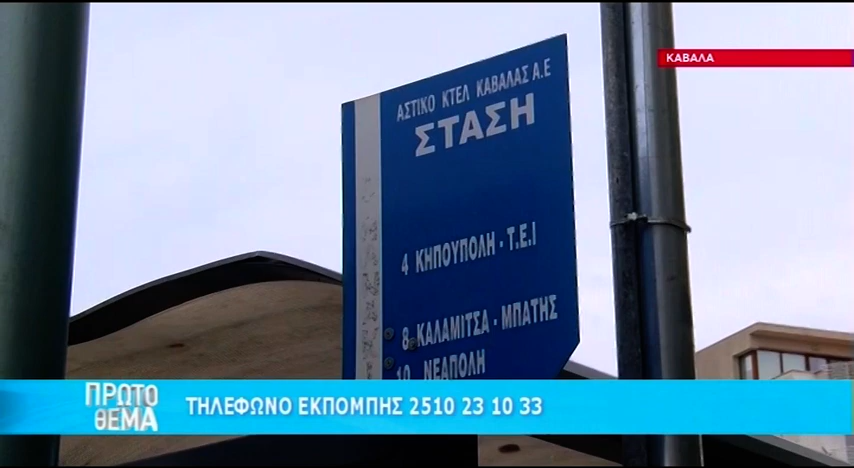 ΚΑΒΑΛΑ
ΑΣΤΙΚΟ ΚΤΕΛ ΚΑΒΑΛΑΣ Α.Ε
ΣΤΑΣΗ
4 ΚΗΠΟΥΠΟΛΗ - Τ.Ε.Ι
8 ΚΑΛΑΜΙΤΣΑ - ΜΠΑΤΗΣ
10 ΝΕΑΠΟΛΗ
ΠΡΩΤΟ
ΘΕΜΑ
ΤΗΛΕΦΩΝΟ ΕΚΠΟΜΠΗΣ 2510 23 10 33